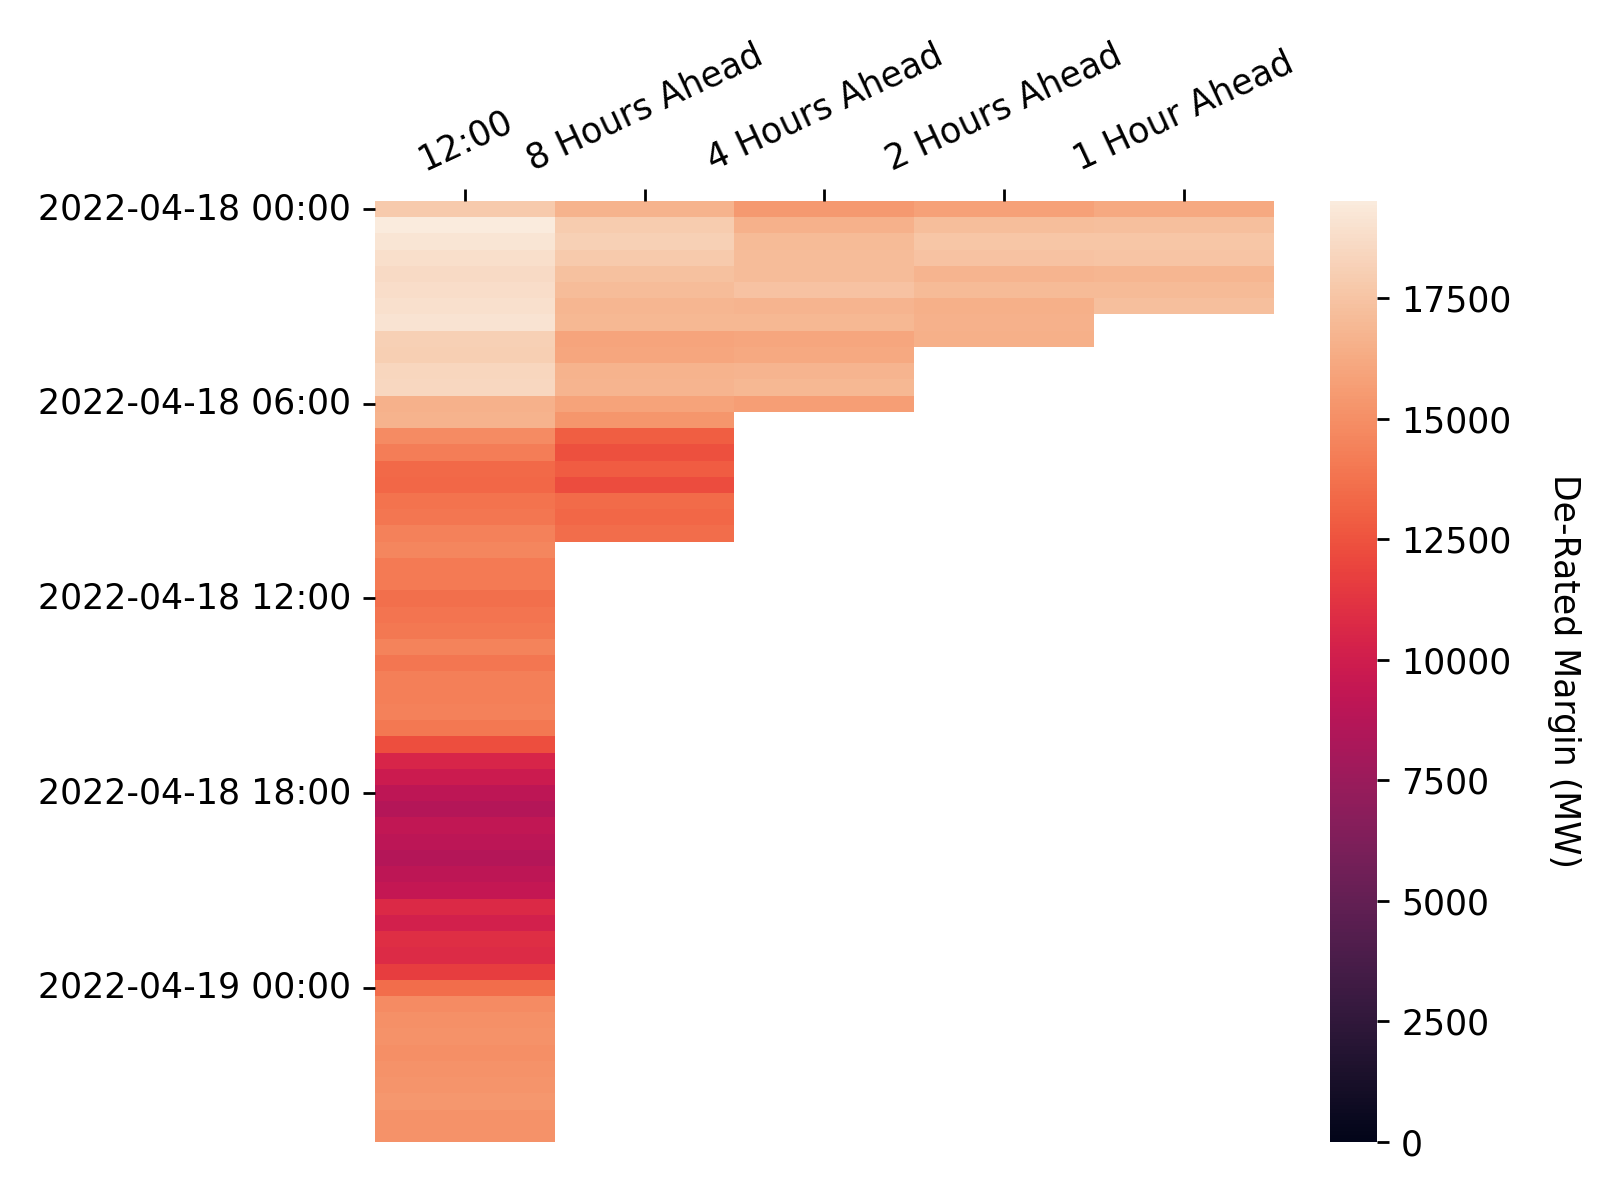 12:00
8 Hours Ahead
4 Hours Ahead
2 Hours Ahead
1 Hour Ahead
2022-04-18 00:00
2022-04-18 06:00
2022-04-18 12:00
2022-04-18 18:00
2022-04-19 00:00
17500
15000
12500
10000
7500
5000
2500
0
De-Rated Margin (MW)